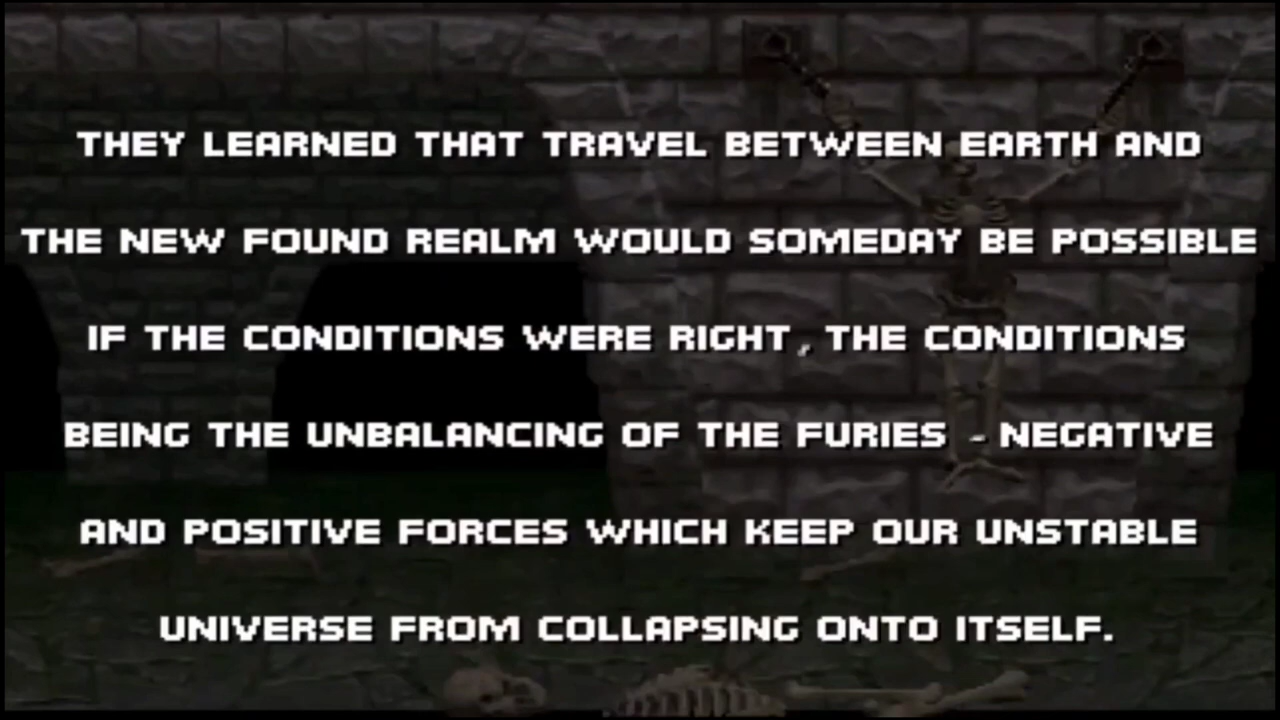 THEY LEARNED THAT TRAVEL BETWEEN EARTH AND
THE NEW FOUND REALM WOULD SOMEDAY BE POSSIBLE
IF THE CONDITIONS WERE RIGHT, THE CONDITIONS
BEING THE UNBALANCING OF THE FURIES - NEGATIVE
AND POSITIVE FORCES WHICH KEEP OUR UNSTABLE
UNIVERSE FROM COLLAPSING ONTO ITSELF.